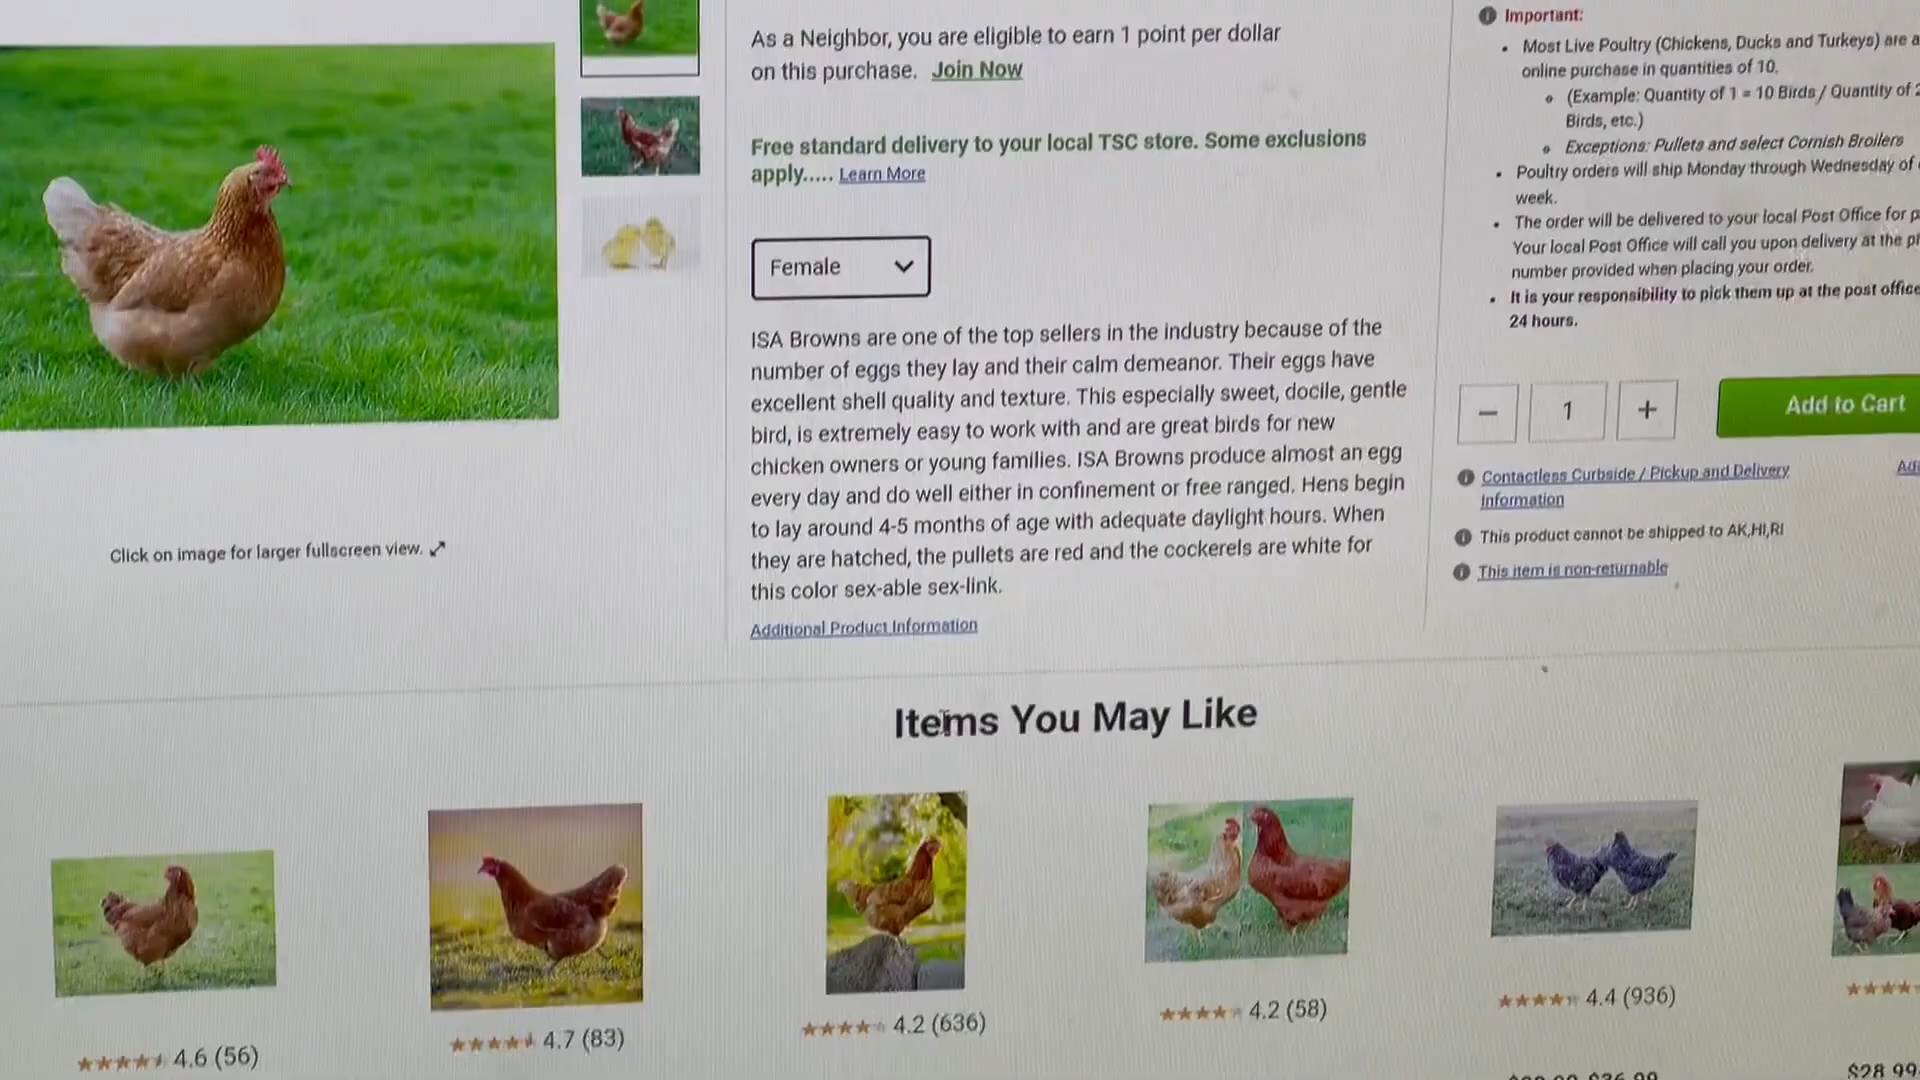 As a Neighbor, you are eligible to earn 1 point per dollar
on this purchase. Join Now
Free standard delivery to your local TSC store. Some exclusions
apply..... Learn More
Female
ISA Browns are one of the top sellers in the industry because of the
number of eggs they lay and their calm demeanor. Their eggs have
excellent shell quality and texture. This especially sweet, docile, gentle
bird, is extremely easy to work with and are great birds for new
chicken owners or young families. ISA Browns produce almost an egg
every day and do well either in confinement or free ranged. Hens begin
to lay around 4-5 months of age with adequate daylight hours. When
they are hatched, the pullets are red and the cockerels are white for
this color sex-able sex-link.
Additional Product Information
Click on image for larger fullscreen view.
Important:
Most Live Poultry (Chickens, Ducks and Turkeys) are
online purchase in quantities of 10.
(Example: Quantity of 1 = 10 Birds / Quantity of 2
Birds, etc.)
Exceptions: Pullets and select Cornish Broilers
Poultry orders will ship Monday through Wednesday of
week.
The order will be delivered to your local Post Office for
Your local Post Office will call you upon delivery at the
number provided when placing your order.
It is your responsibility to pick them up at the post office
24 hours.
1
Add to Cart
Contactless Curbside / Pickup and Delivery
Information
This product cannot be shipped to AK,HI,RI
This item is non-returnable
Items You May Like
4.6 (56)
4.7 (83)
4.2 (636)
4.2 (58)
4.4 (936)
$28.99